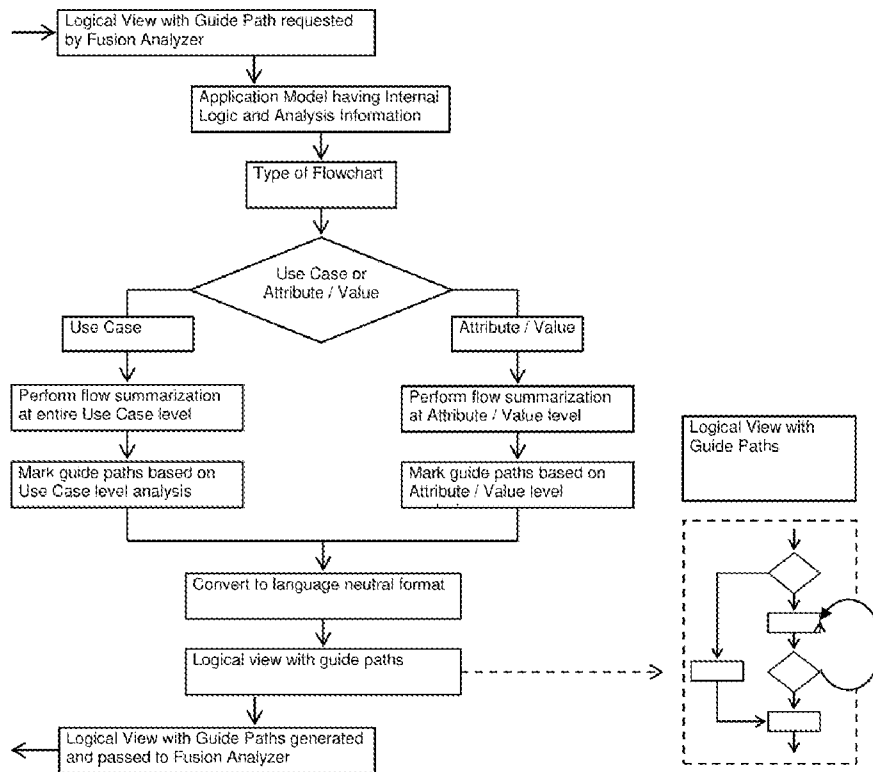 Logical View with Guide Path requested
by Fusion Analyzer
Application Model having Internal
Logic and Analysis Information
Type of Flowchart
Use Case or
Attribute / Value
Use Case
Attribute / Value
Perform flow summarization
at entire Use Case level
Perform flow summarization
at Attribute / Value level
Mark guide paths based on
Use Case level analysis
Mark guide paths based on
Attribute / Value level
Logical View with
Guide Paths
Convert to language neutral format
Logical view with guide paths
Logical View with Guide Paths generated
and passed to Fusion Analyzer